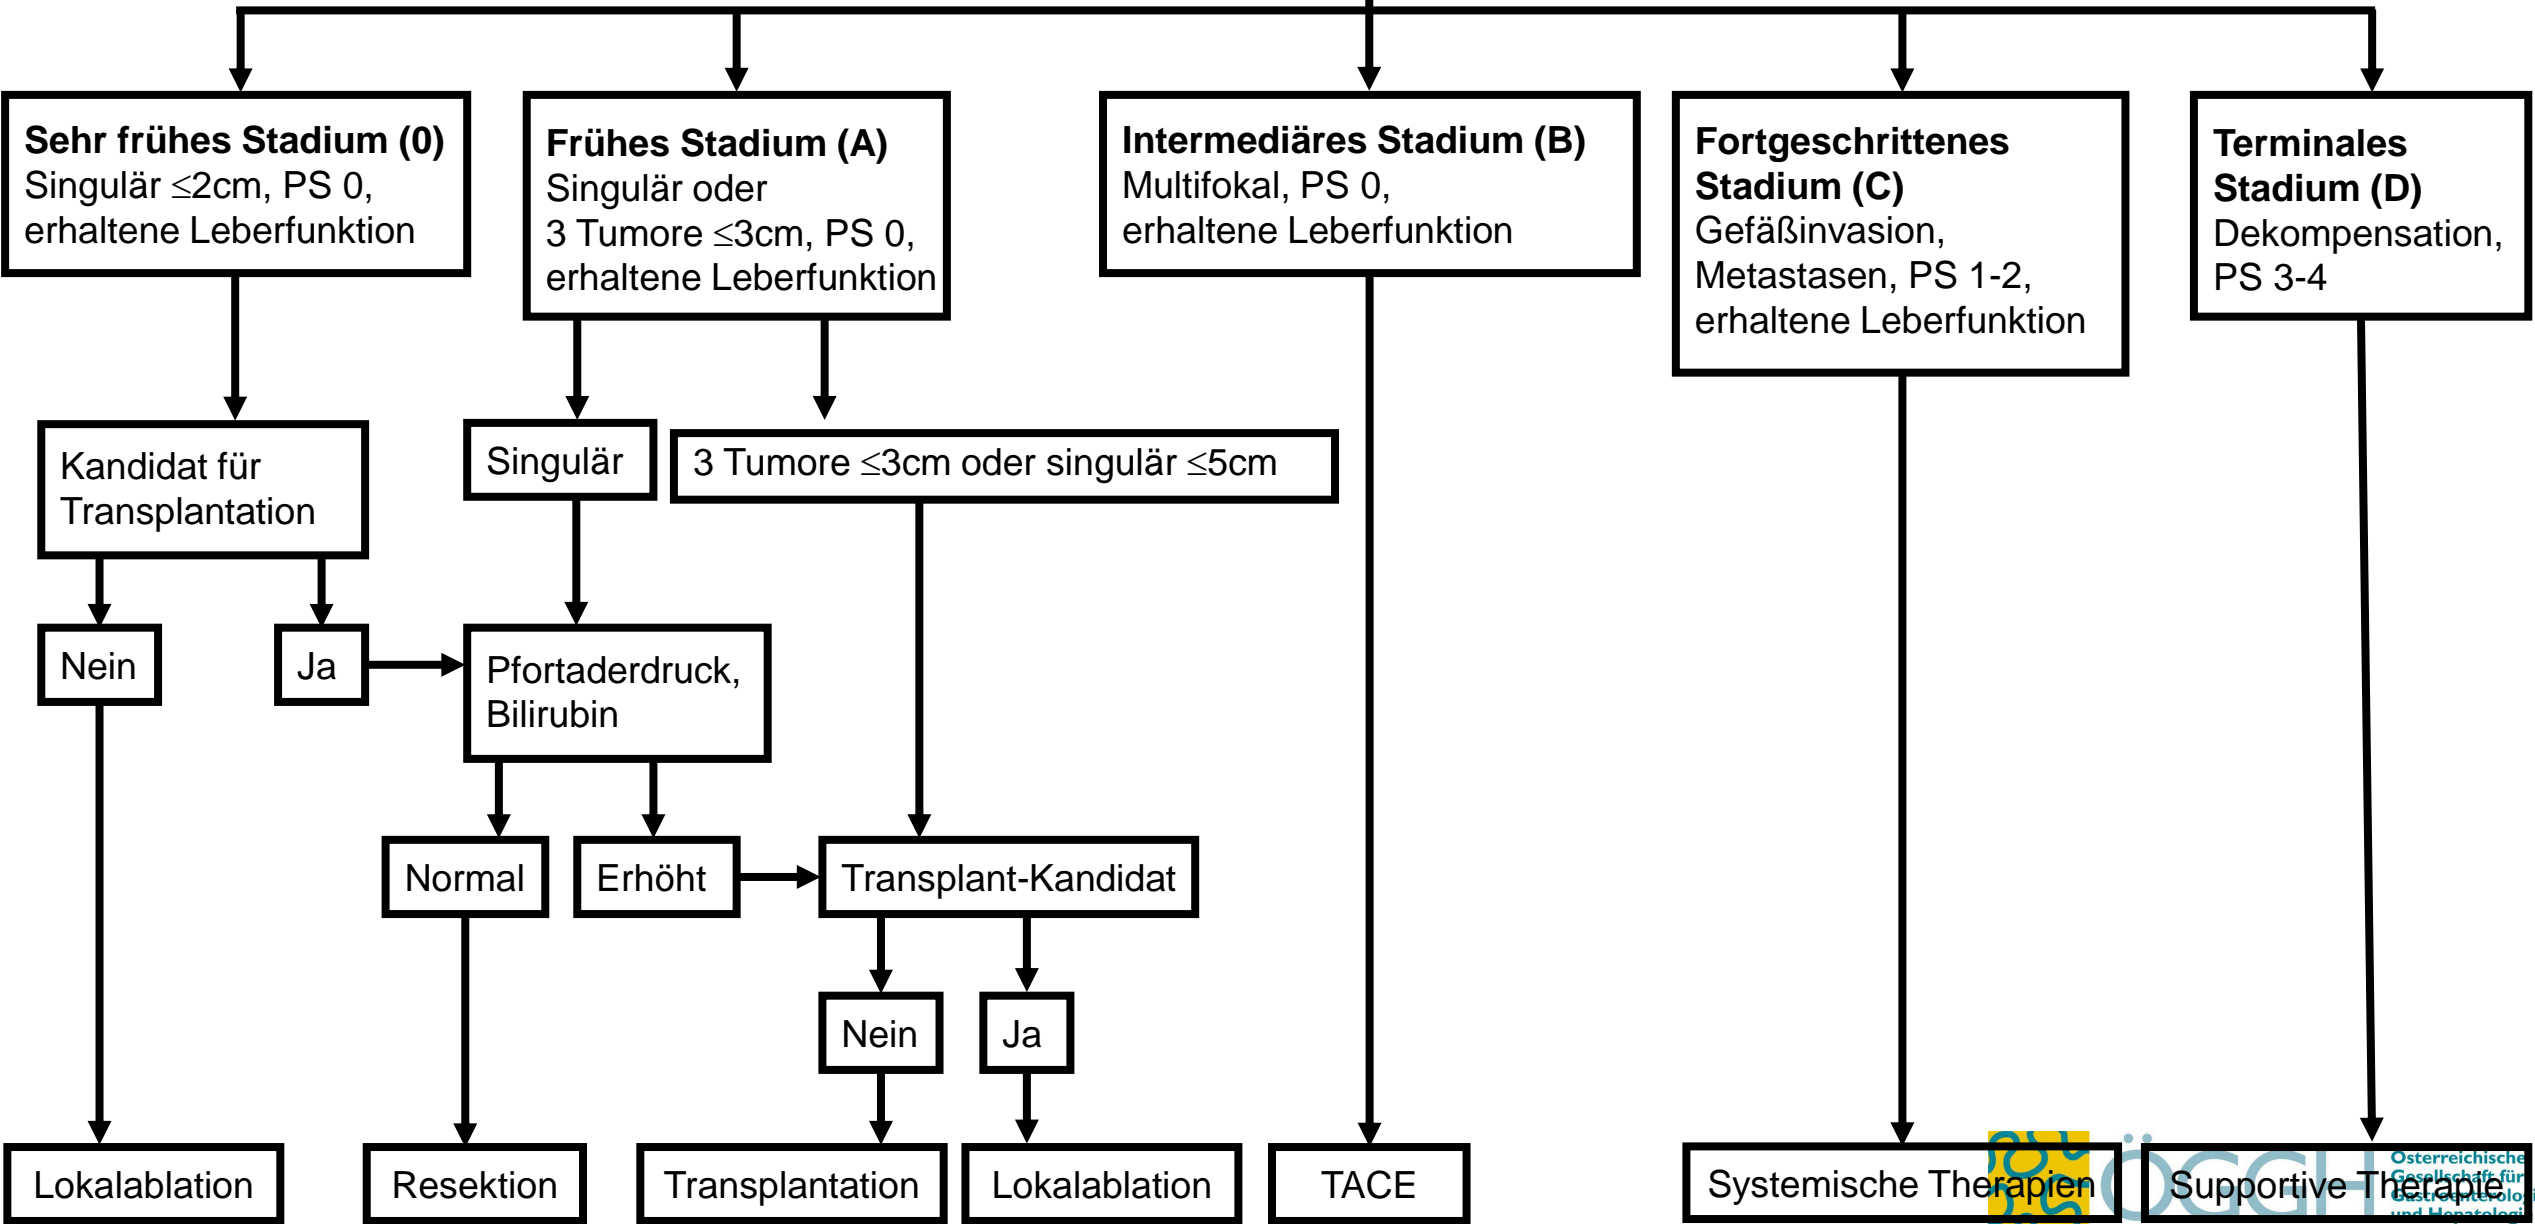 Sehr frühes Stadium (0)
Singulär ≤2cm, PS 0,
erhaltene Leberfunktion
Frühes Stadium (A)
Singulär oder
3 Tumore ≤3cm, PS 0,
erhaltene Leberfunktion
Intermediäres Stadium (B)
Multifokal, PS 0,
erhaltene Leberfunktion
Fortgeschrittenes
Stadium (C)
Gefäßinvasion,
Metastasen, PS 1-2,
erhaltene Leberfunktion
Terminales
Stadium (D)
Dekompensation,
PS 3-4
Kandidat für
Transplantation
Singulär
3 Tumore ≤3cm oder singulär ≤5cm
Nein
Ja
Pfortaderdruck,
Bilirubin
Normal
Erhöht
Transplant-Kandidat
Nein
Ja
Lokalablation
Resektion
Transplantation
Lokalablation
TACE
Systemische Therapien
Supportive Therapie
ÖGGH
Österreichische
Gesellschaft für